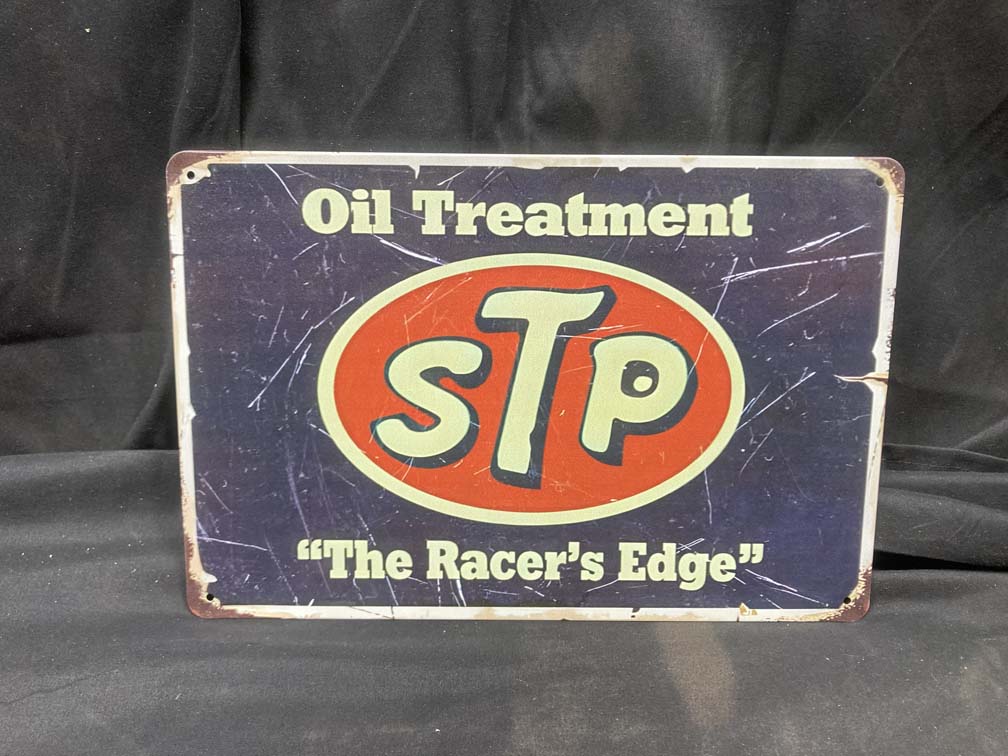 Oil Treatment
STP
“The Racer’s Edge”